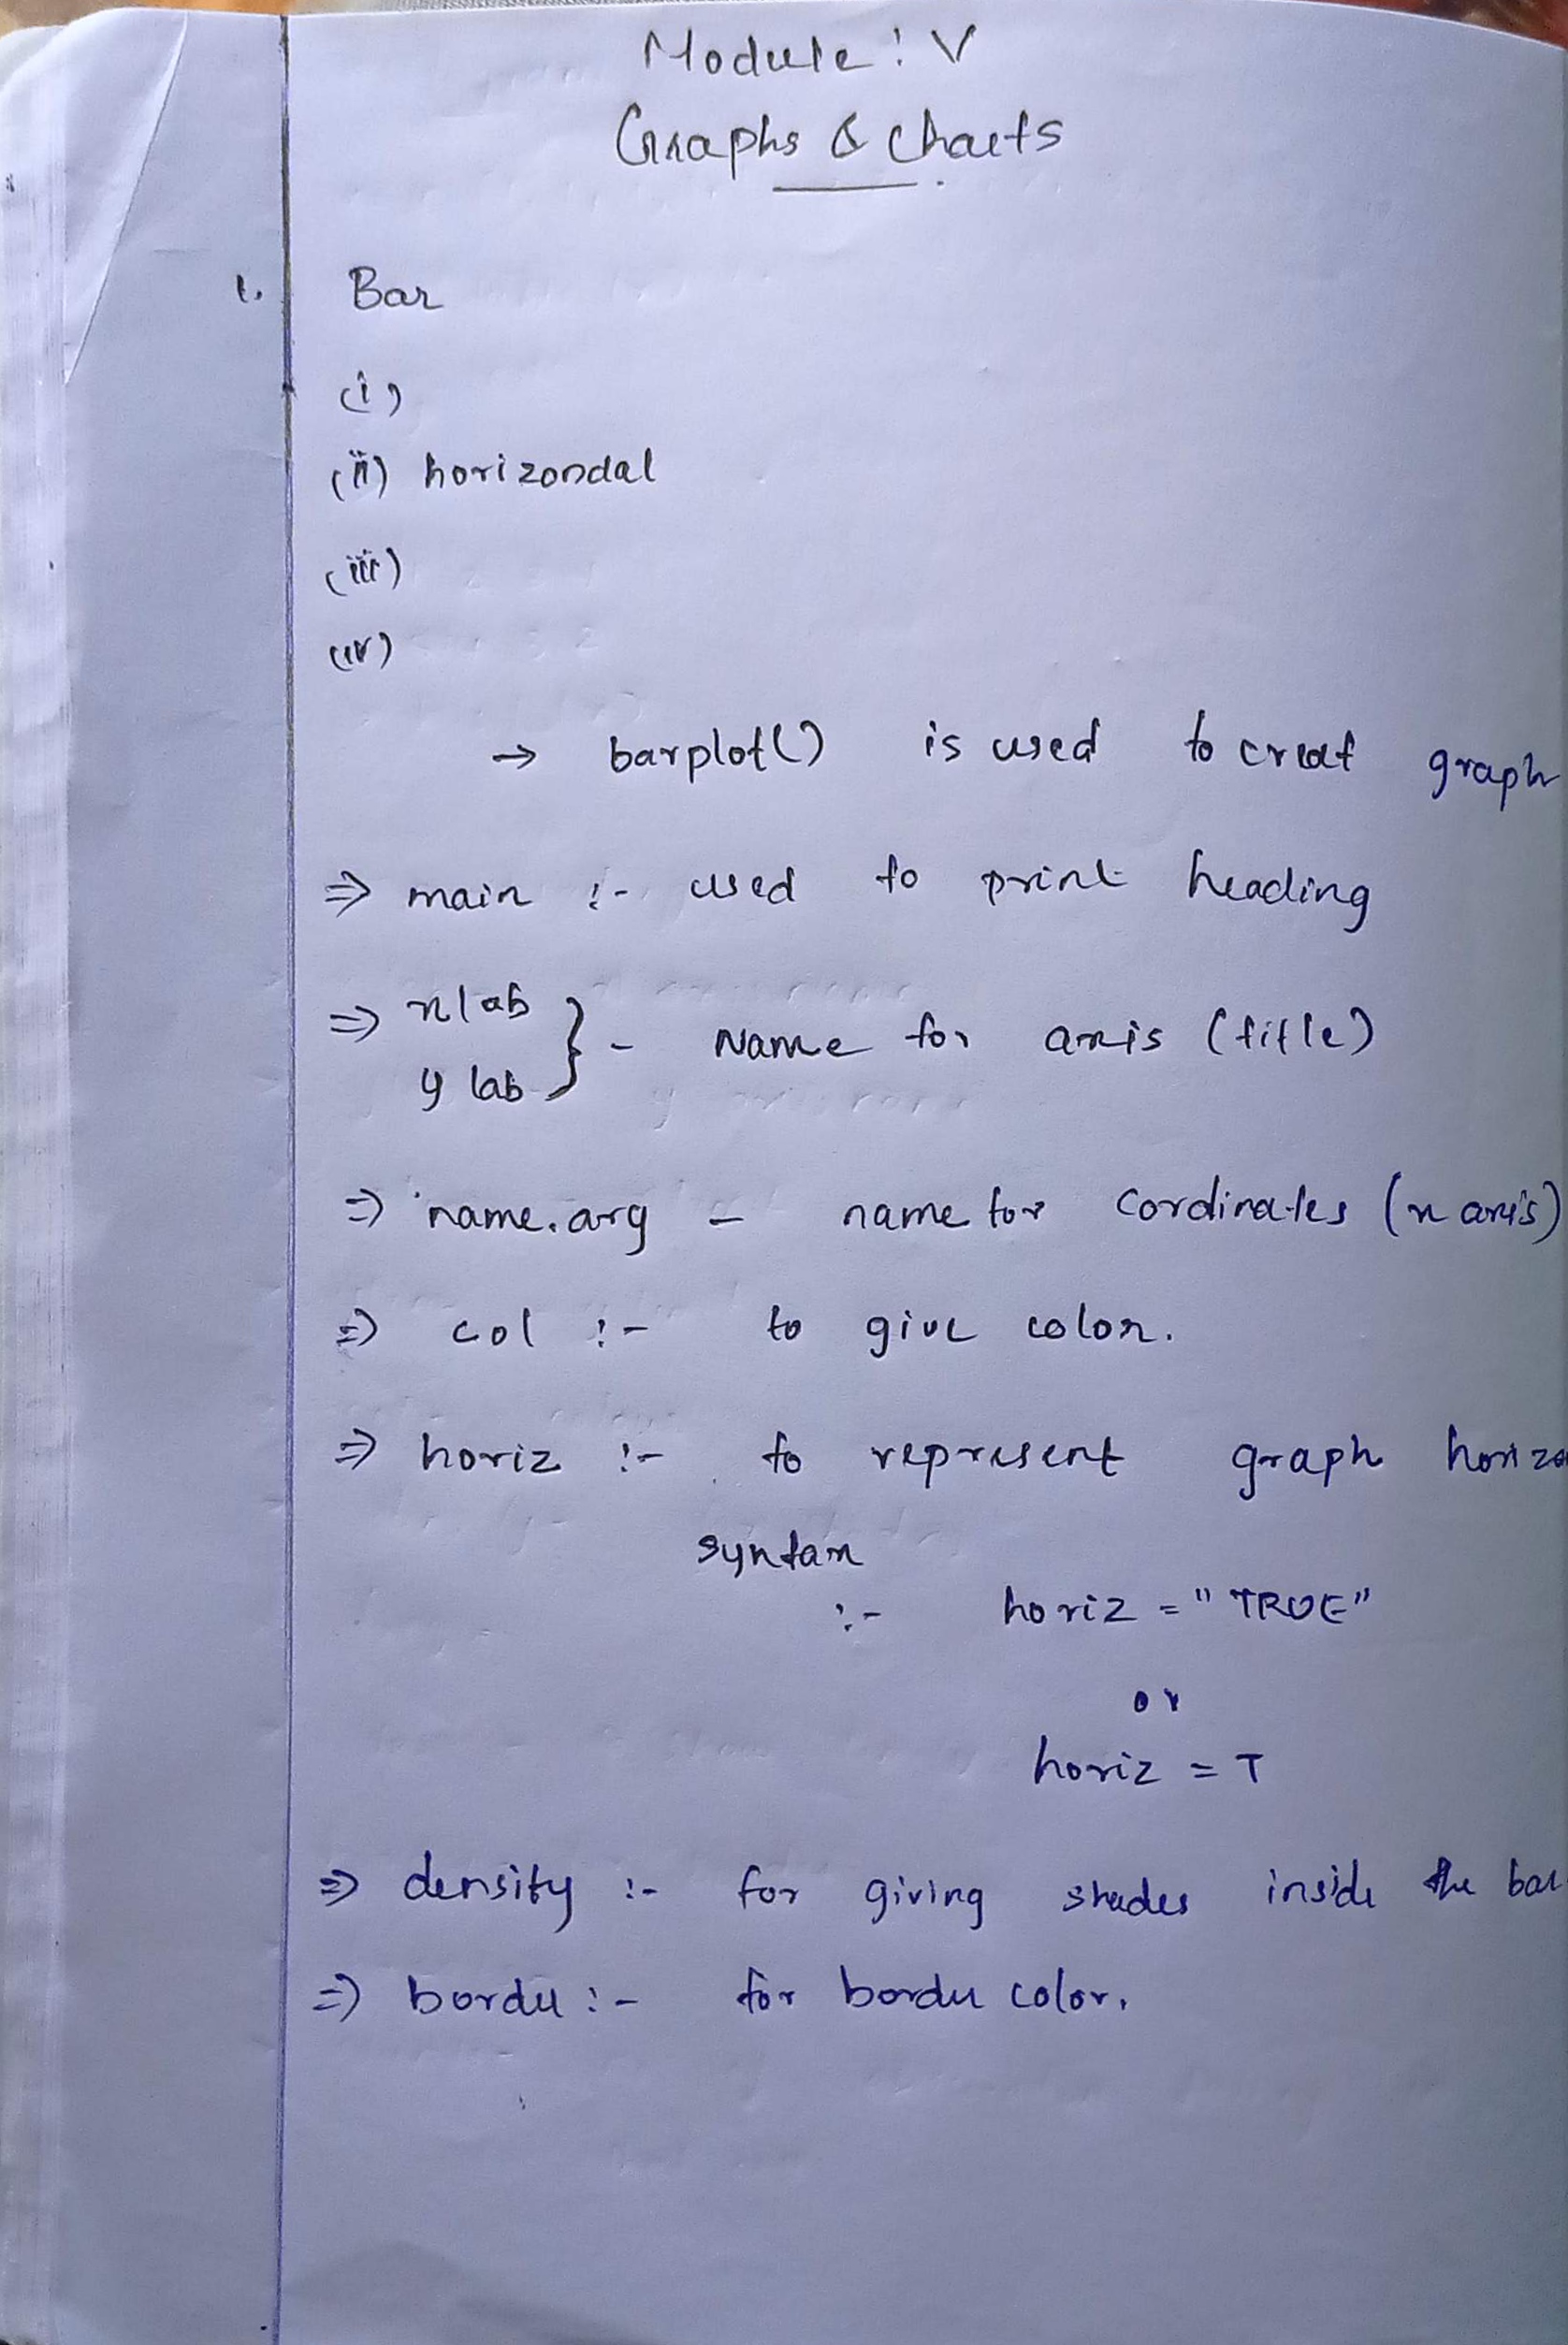 Module : V
Graphs & Charts
1. Bar
(i)
(ii) horizondal
(iii)
(iv)
→ barplot() is used to creat graph
⇒ main :- used to print heading
⇒ xlab
y lab } - Name for axis (title)
⇒ name.arg - name for cordinates (x axis)
⇒ col :- to give color.
⇒ horiz :- to represent graph horizo
syntax
:- horiz = "TRUE"
or
horiz = T
⇒ density :- for giving shades inside the bar
⇒ border :- for border color.